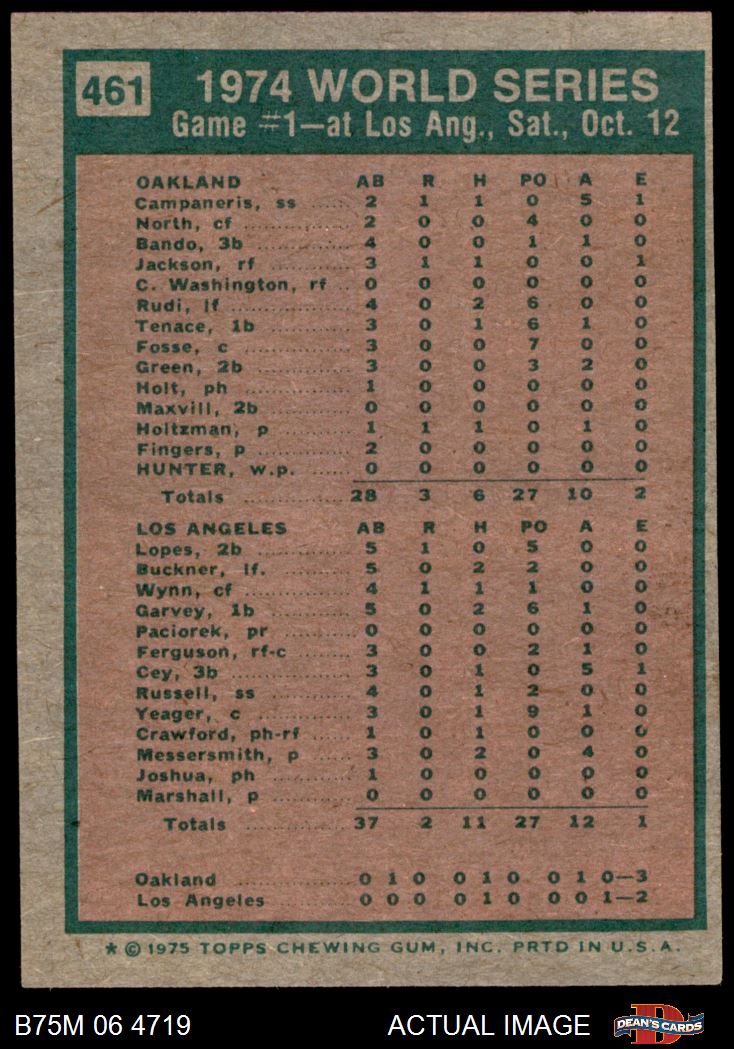 461
1974 WORLD SERIES
Game #1—at Los Ang., Sat., Oct. 12
OAKLAND AB R H PO A E
Campaneris, ss ...... 2 1 1 0 5 1
North, cf ............... 2 0 0 4 0 0
Bando, 3b ............. 4 0 0 1 1 0
Jackson, rf ........... 3 1 1 0 0 1
C. Washington, rf .. 0 0 0 0 0 0
Rudi, lf ................. 4 0 2 6 0 0
Tenace, 1b ............ 3 0 1 6 1 0
Fosse, c ................ 3 0 0 7 0 0
Green, 2b .............. 3 0 0 3 2 0
Holt, ph ................ 1 0 0 0 0 0
Maxvill, 2b ............ 0 0 0 0 0 0
Holtzman, p .......... 1 1 1 0 1 0
Fingers, p ............. 2 0 0 0 0 0
HUNTER, w.p. ...... 0 0 0 0 0 0
Totals ................ 28 3 6 27 10 2
LOS ANGELES AB R H PO A E
Lopes, 2b .............. 5 1 0 5 0 0
Buckner, lf. ........... 5 0 2 2 0 0
Wynn, cf ............... 4 1 1 1 0 0
Garvey, 1b ............ 5 0 2 6 1 0
Paciorek, pr .......... 0 0 0 0 0 0
Ferguson, rf-c ....... 3 0 0 2 1 0
Cey, 3b ................. 3 0 1 0 5 1
Russell, ss ............ 4 0 1 2 0 0
Yeager, c .............. 3 0 1 9 1 0
Crawford, ph-rf ..... 1 0 1 0 0 0
Messersmith, p ..... 3 0 2 0 4 0
Joshua, ph ............ 1 0 0 0 0 0
Marshall, p ........... 0 0 0 0 0 0
Totals ................ 37 2 11 27 12 1
Oakland ................ 0 1 0 0 1 0 0 1 0—3
Los Angeles ........... 0 0 0 0 1 0 0 0 1—2
* © 1975 TOPPS CHEWING GUM, INC. PRTD IN U.S.A.
B75M 06 4719 ACTUAL IMAGE DEAN'S CARDS